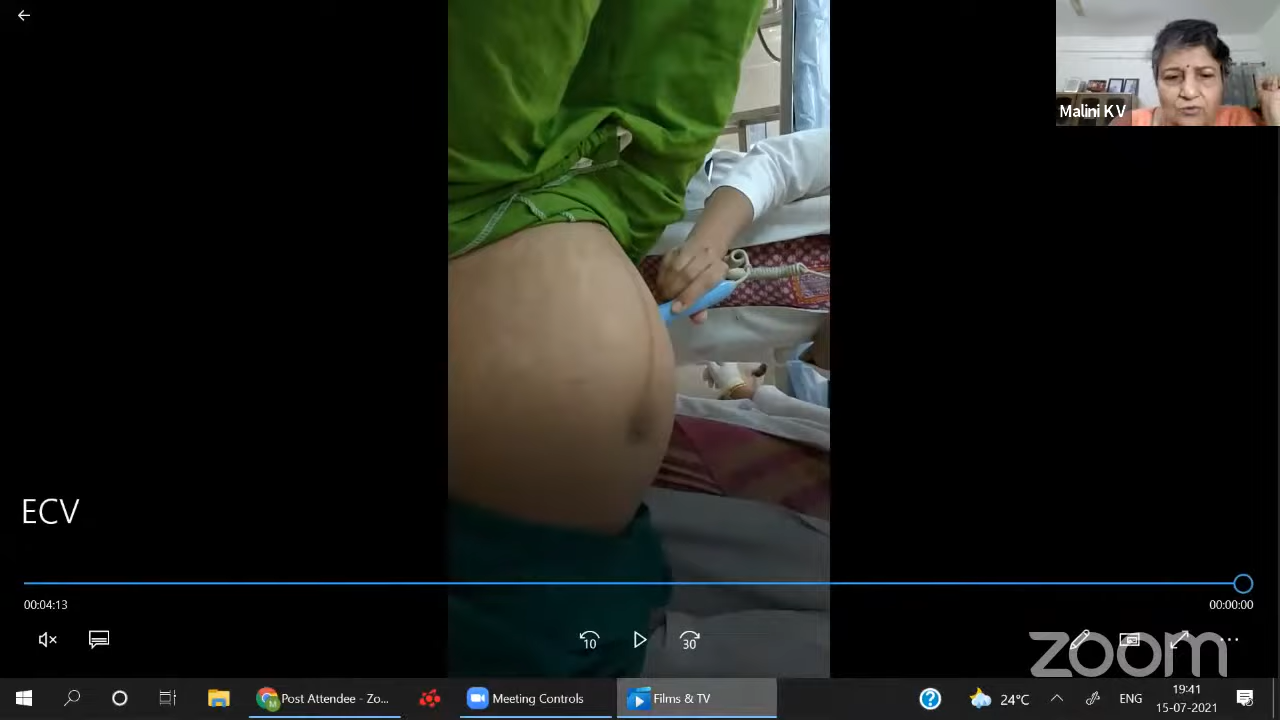 Malini K V
ECV
00:04:13
00:00:00
10
30
zoom
Post Attendee - Zo...
Meeting Controls
Films & TV
24°C
ENG
19:41
15-07-2021